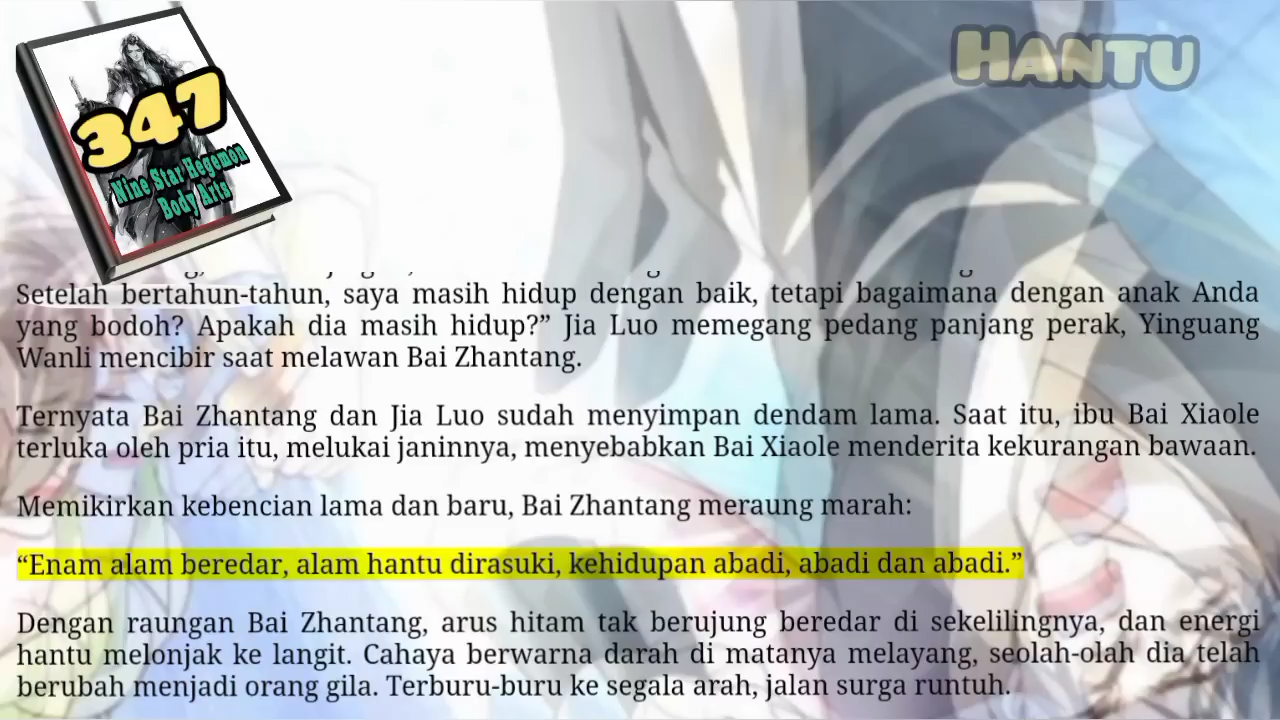 347
Nine Star Hegemon
Body Arts
HANTU
Setelah bertahun-tahun, saya masih hidup dengan baik, tetapi bagaimana dengan anak Anda
yang bodoh? Apakah dia masih hidup?” Jia Luo memegang pedang panjang perak, Yinguang
Wanli mencibir saat melawan Bai Zhantang.
Ternyata Bai Zhantang dan Jia Luo sudah menyimpan dendam lama. Saat itu, ibu Bai Xiaole
terluka oleh pria itu, melukai janinnya, menyebabkan Bai Xiaole menderita kekurangan bawaan.
Memikirkan kebencian lama dan baru, Bai Zhantang meraung marah:
“Enam alam beredar, alam hantu dirasuki, kehidupan abadi, abadi dan abadi.”
Dengan raungan Bai Zhantang, arus hitam tak berujung beredar di sekelilingnya, dan energi
hantu melonjak ke langit. Cahaya berwarna darah di matanya melayang, seolah-olah dia telah
berubah menjadi orang gila. Terburu-buru ke segala arah, jalan surga runtuh.